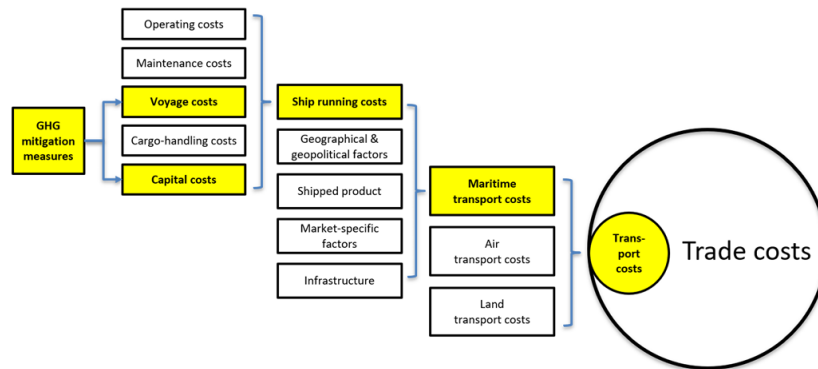 Operating costs
Maintenance costs
Voyage costs
Cargo-handling costs
Capital costs
GHG
mitigation
measures
Ship running costs
Geographical &
geopolitical factors
Shipped product
Market-specific
factors
Infrastructure
Maritime
transport costs
Air
transport costs
Land
transport costs
Trans-
port
costs
Trade costs